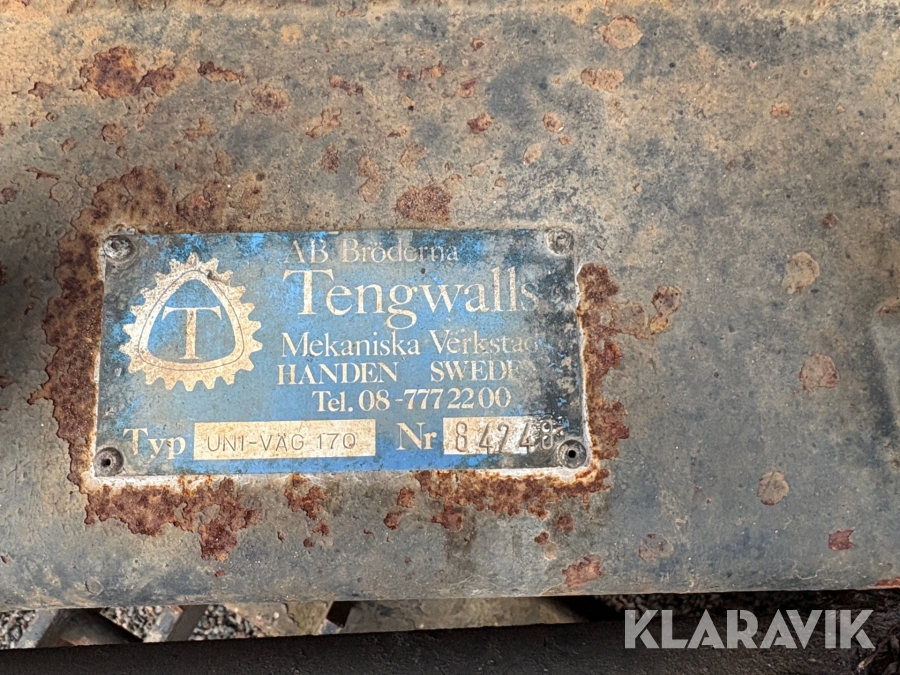 AB Bröderna
Tengwalls
T
Mekaniska Verkstad
HANDEN SWEDE
Tel. 08-777 22 00
Typ UNI-VÄG 170 Nr 84748
KLARAVIK